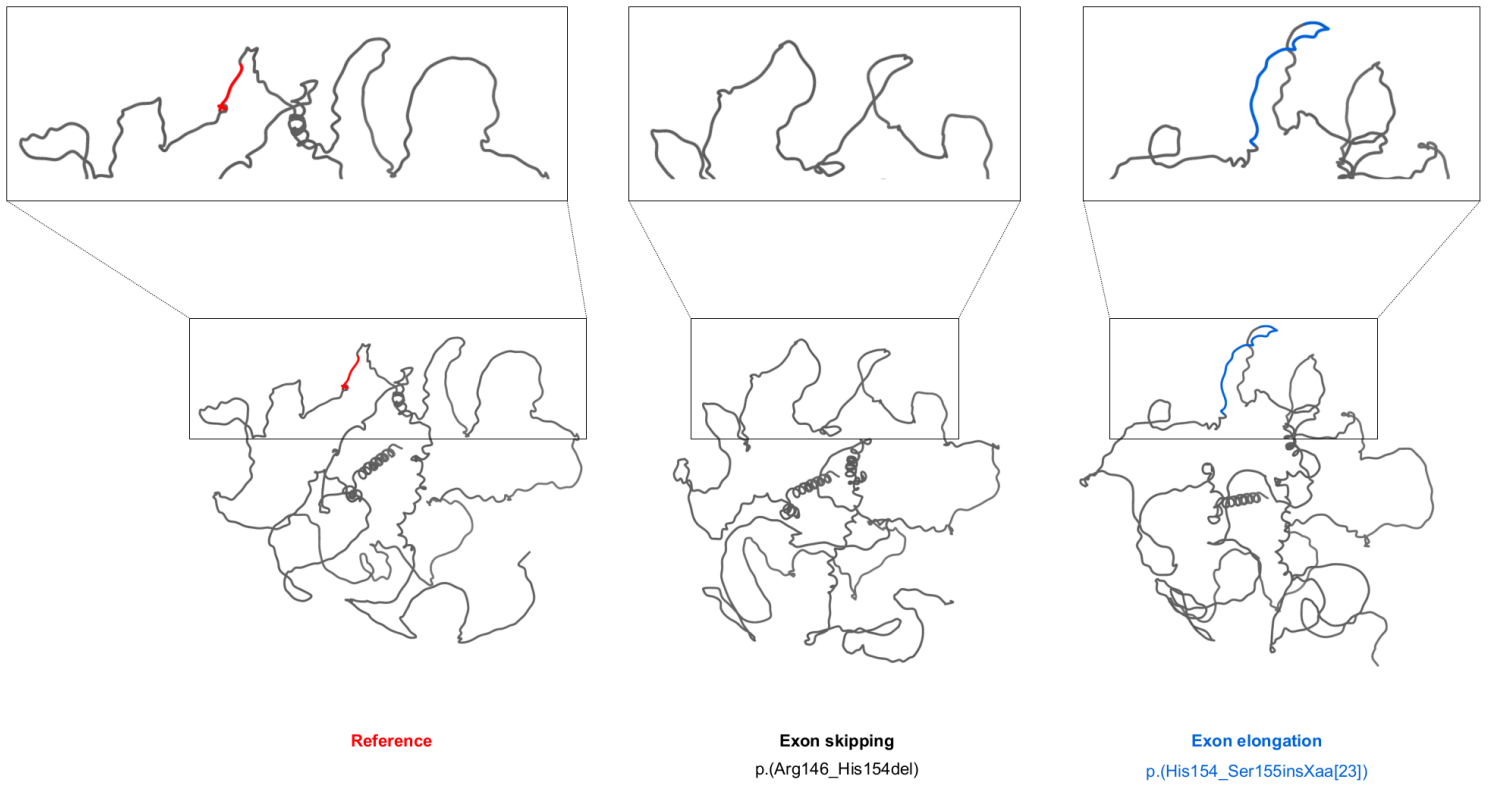 Reference
Exon skipping
p.(Arg146_His154del)
Exon elongation
p.(His154_Ser155insXaa[23])